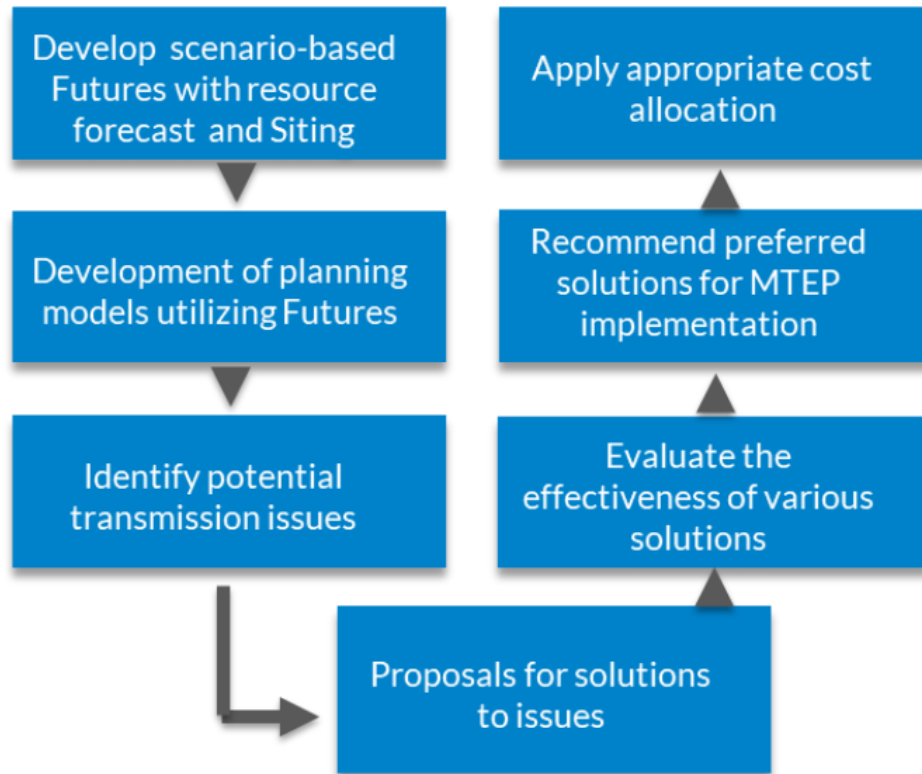 Develop scenario-based
Futures with resource
forecast and Siting
Development of planning
models utilizing Futures
Identify potential
transmission issues
Proposals for solutions
to issues
Evaluate the
effectiveness of various
solutions
Recommend preferred
solutions for MTEP
implementation
Apply appropriate cost
allocation